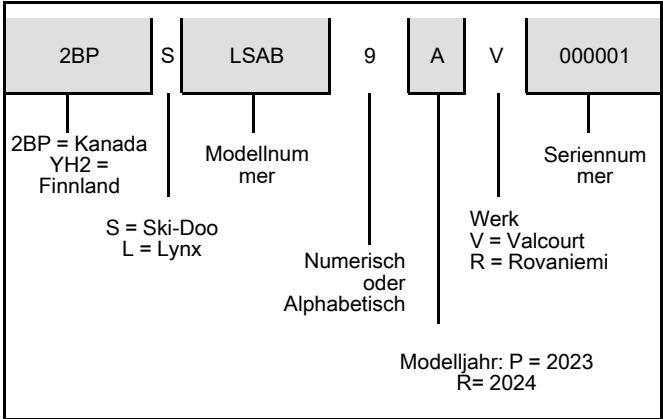 2BP S LSAB 9 A V 000001
2BP = Kanada
YH2 =
Finnland
Modellnum
mer
Seriennum
mer
S = Ski-Doo
L = Lynx
Werk
V = Valcourt
R = Rovaniemi
Numerisch
oder
Alphabetisch
Modelljahr: P = 2023
R= 2024